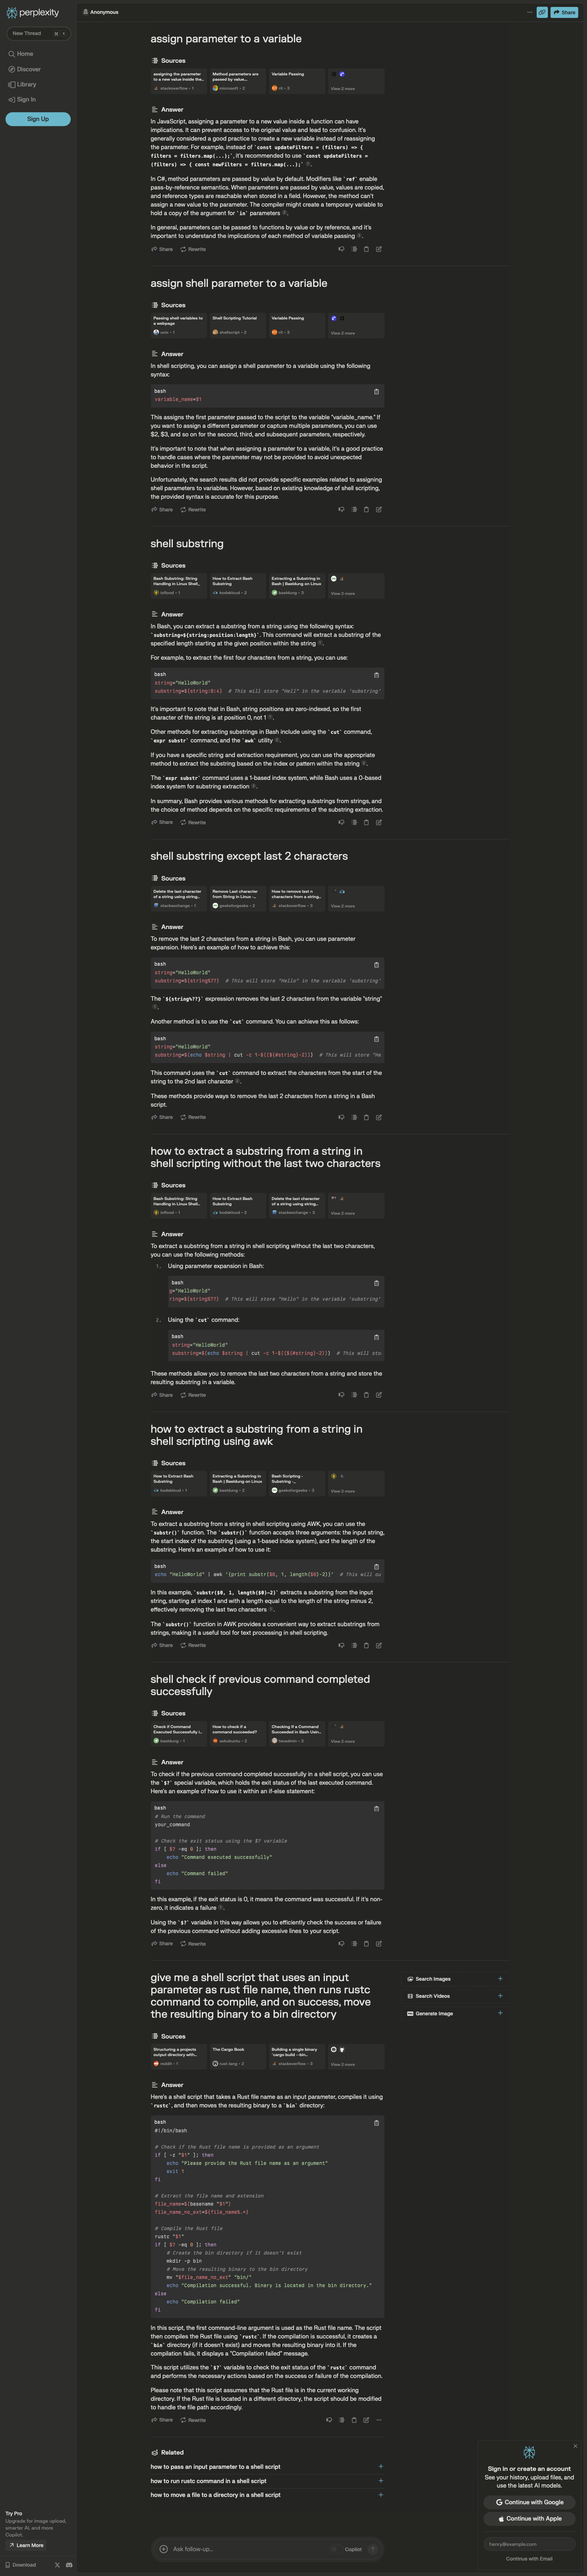 perplexity
New Thread
Home
Discover
Library
Sign In
Sign Up
Anonymous
Share
assign parameter to a variable
Sources
assigning the parameter
to a new value inside the...
stackoverflow • 1
Method parameters are
passed by value...
microsoft • 2
Variable Passing
View 2 more
Answer
In JavaScript, assigning a parameter to a new value inside a function can have
implications. It can prevent access to the original value and lead to confusion. It's
generally considered a good practice to create a new variable instead of reassigning
the parameter. For example, instead of `const updateFilters = (filters) => {
filters = filters.map(...);`, it's recommended to use `const updateFilters =
(filters) => { const newFilters = filters.map(...);`
In C#, method parameters are passed by value by default. Modifiers like `ref` enable
pass-by-reference semantics. When parameters are passed by value, values are copied,
and reference types are reachable when stored in a field. However, the method can't
assign a new value to the parameter. The compiler might create a temporary variable to
hold a copy of the argument for `in` parameters
In general, parameters can be passed to functions by value or by reference, and it's
important to understand the implications of each method of variable passing
Share
Rewrite
assign shell parameter to a variable
Sources
Passing shell variables to
a webpage
Shell Scripting Tutorial
shellscript • 2
Variable Passing
View 2 more
Answer
In shell scripting, you can assign a shell parameter to a variable using the following
syntax:
bash
variable_name=$1
This assigns the first parameter passed to the script to the variable "variable_name." If
you want to assign a different parameter or capture multiple parameters, you can use
$2, $3, and so on for the second, third, and subsequent parameters, respectively.
It's important to note that when assigning a parameter to a variable, it's a good practice
to handle cases where the parameter may not be provided to avoid unexpected
behavior in the script.
Unfortunately, the search results did not provide specific examples related to assigning
shell parameters to variables. However, based on existing knowledge of shell scripting,
the provided syntax is accurate for this purpose.
Share
Rewrite
shell substring
Sources
Bash Substring: String
Handling in Linux Shell...
How to Extract Bash
Substring
kodekloud • 2
Extracting a Substring in
Bash | Baeldung on Linux
baeldung • 3
View 2 more
Answer
In Bash, you can extract a substring from a string using the following syntax:
`substring=${string:position:length}`. This command will extract a substring of the
specified length starting at the given position within the string
For example, to extract the first four characters from a string, you can use:
bash
string="HelloWorld"
substring=${string:0:4} # This will store "Hell" in the variable 'substring'
It's important to note that in Bash, string positions are zero-indexed, so the first
character of the string is at position 0, not 1
Other methods for extracting substrings in Bash include using the `cut` command,
`expr substr` command, and the `awk` utility
If you have a specific string and extraction requirement, you can use the appropriate
method to extract the substring based on the index or pattern within the string
The `expr substr` command uses a 1-based index system, while Bash uses a 0-based
index system for substring extraction
In summary, Bash provides various methods for extracting substrings from strings, and
the choice of method depends on the specific requirements of the substring extraction.
Share
Rewrite
shell substring except last 2 characters
Sources
Delete the last character
of a string using string...
stackexchange • 1
Remove Last character
from String in Linux -...
geeksforgeeks • 2
How to remove last n
characters from a string...
stackoverflow • 3
View 2 more
Answer
To remove the last 2 characters from a string in Bash, you can use parameter
expansion. Here's an example of how to achieve this:
bash
string="HelloWorld"
substring=${string%??} # This will store "Hello" in the variable 'substring'
The `${string%??}` expression removes the last 2 characters from the variable "string"
Another method is to use the `cut` command. You can achieve this as follows:
bash
string="HelloWorld"
substring=$(echo $string | cut -c 1-$((${#string}-2))) # This will store "He
This command uses the `cut` command to extract the characters from the start of the
string to the 2nd last character
These methods provide ways to remove the last 2 characters from a string in a Bash
script.
Share
Rewrite
how to extract a substring from a string in
shell scripting without the last two characters
Sources
Bash Substring: String
Handling in Linux Shell...
How to Extract Bash
Substring
kodekloud • 2
Delete the last character
of a string using string...
stackexchange • 3
View 2 more
Answer
To extract a substring from a string in shell scripting without the last two characters,
you can use the following methods:
1. Using parameter expansion in Bash:
bash
g="HelloWorld"
ring=${string%??} # This will store "Hello" in the variable 'substring'
2. Using the `cut` command:
bash
string="HelloWorld"
substring=$(echo $string | cut -c 1-$((${#string}-2))) # This will sto
These methods allow you to remove the last two characters from a string and store the
resulting substring in a variable.
Share
Rewrite
how to extract a substring from a string in
shell scripting using awk
Sources
How to Extract Bash
Substring
kodekloud • 1
Extracting a Substring in
Bash | Baeldung on Linux
baeldung • 2
Bash Scripting -
Substring -...
geeksforgeeks • 3
View 2 more
Answer
To extract a substring from a string in shell scripting using AWK, you can use the
`substr()` function. The `substr()` function accepts three arguments: the input string,
the start index of the substring (using a 1-based index system), and the length of the
substring. Here's an example of how to use it:
bash
echo "HelloWorld" | awk '{print substr($0, 1, length($0)-2)}' # This will ou
In this example, `substr($0, 1, length($0)-2)` extracts a substring from the input
string, starting at index 1 and with a length equal to the length of the string minus 2,
effectively removing the last two characters
The `substr()` function in AWK provides a convenient way to extract substrings from
strings, making it a useful tool for text processing in shell scripting.
Share
Rewrite
shell check if previous command completed
successfully
Sources
Check if Command
Executed Successfully i...
baeldung • 1
How to check if a
command succeeded?
askubuntu • 2
Checking If a Command
Succeeded in Bash Usin...
View 2 more
Answer
To check if the previous command completed successfully in a shell script, you can use
the `$?` special variable, which holds the exit status of the last executed command.
Here's an example of how to use it within an if-else statement:
bash
# Run the command
your_command
# Check the exit status using the $? variable
if [ $? -eq 0 ]; then
echo "Command executed successfully"
else
echo "Command failed"
fi
In this example, if the exit status is 0, it means the command was successful. If it's non-
zero, it indicates a failure
Using the `$?` variable in this way allows you to efficiently check the success or failure
of the previous command without adding excessive lines to your script.
Share
Rewrite
give me a shell script that uses an input
parameter as rust file name, then runs rustc
command to compile, and on success, move
the resulting binary to a bin directory
Search Images
Search Videos
Generate Image
Sources
Structuring a projects
output directory with...
reddit • 1
The Cargo Book
rust-lang • 2
Building a single binary
`cargo build --bin...
stackoverflow • 3
View 2 more
Answer
Here's a shell script that takes a Rust file name as an input parameter, compiles it using
`rustc`, and then moves the resulting binary to a `bin` directory:
bash
#!/bin/bash
# Check if the Rust file name is provided as an argument
if [ -z "$1" ]; then
echo "Please provide the Rust file name as an argument"
exit 1
fi
# Extract the file name and extension
file_name=$(basename "$1")
file_name_no_ext=${file_name%.*}
# Compile the Rust file
rustc "$1"
if [ $? -eq 0 ]; then
# Create the bin directory if it doesn't exist
mkdir -p bin
# Move the resulting binary to the bin directory
mv "$file_name_no_ext" "bin/"
echo "Compilation successful. Binary is located in the bin directory."
else
echo "Compilation failed"
fi
In this script, the first command-line argument is used as the Rust file name. The script
then compiles the Rust file using `rustc`. If the compilation is successful, it creates a
`bin` directory (if it doesn't exist) and moves the resulting binary into it. If the
compilation fails, it displays a "Compilation failed" message.
This script utilizes the `$?` variable to check the exit status of the `rustc` command
and performs the necessary actions based on the success or failure of the compilation.
Please note that this script assumes that the Rust file is in the current working
directory. If the Rust file is located in a different directory, the script should be modified
to handle the file path accordingly.
Share
Rewrite
Related
how to pass an input parameter to a shell script
how to run rustc command in a shell script
how to move a file to a directory in a shell script
Ask follow-up...
Copilot
Try Pro
Upgrade for image upload,
smarter AI, and more
Copilot.
Learn More
Download
Sign in or create an account
See your history, upload files, and
use the latest AI models.
Continue with Google
Continue with Apple
henry@example.com
Continue with Email